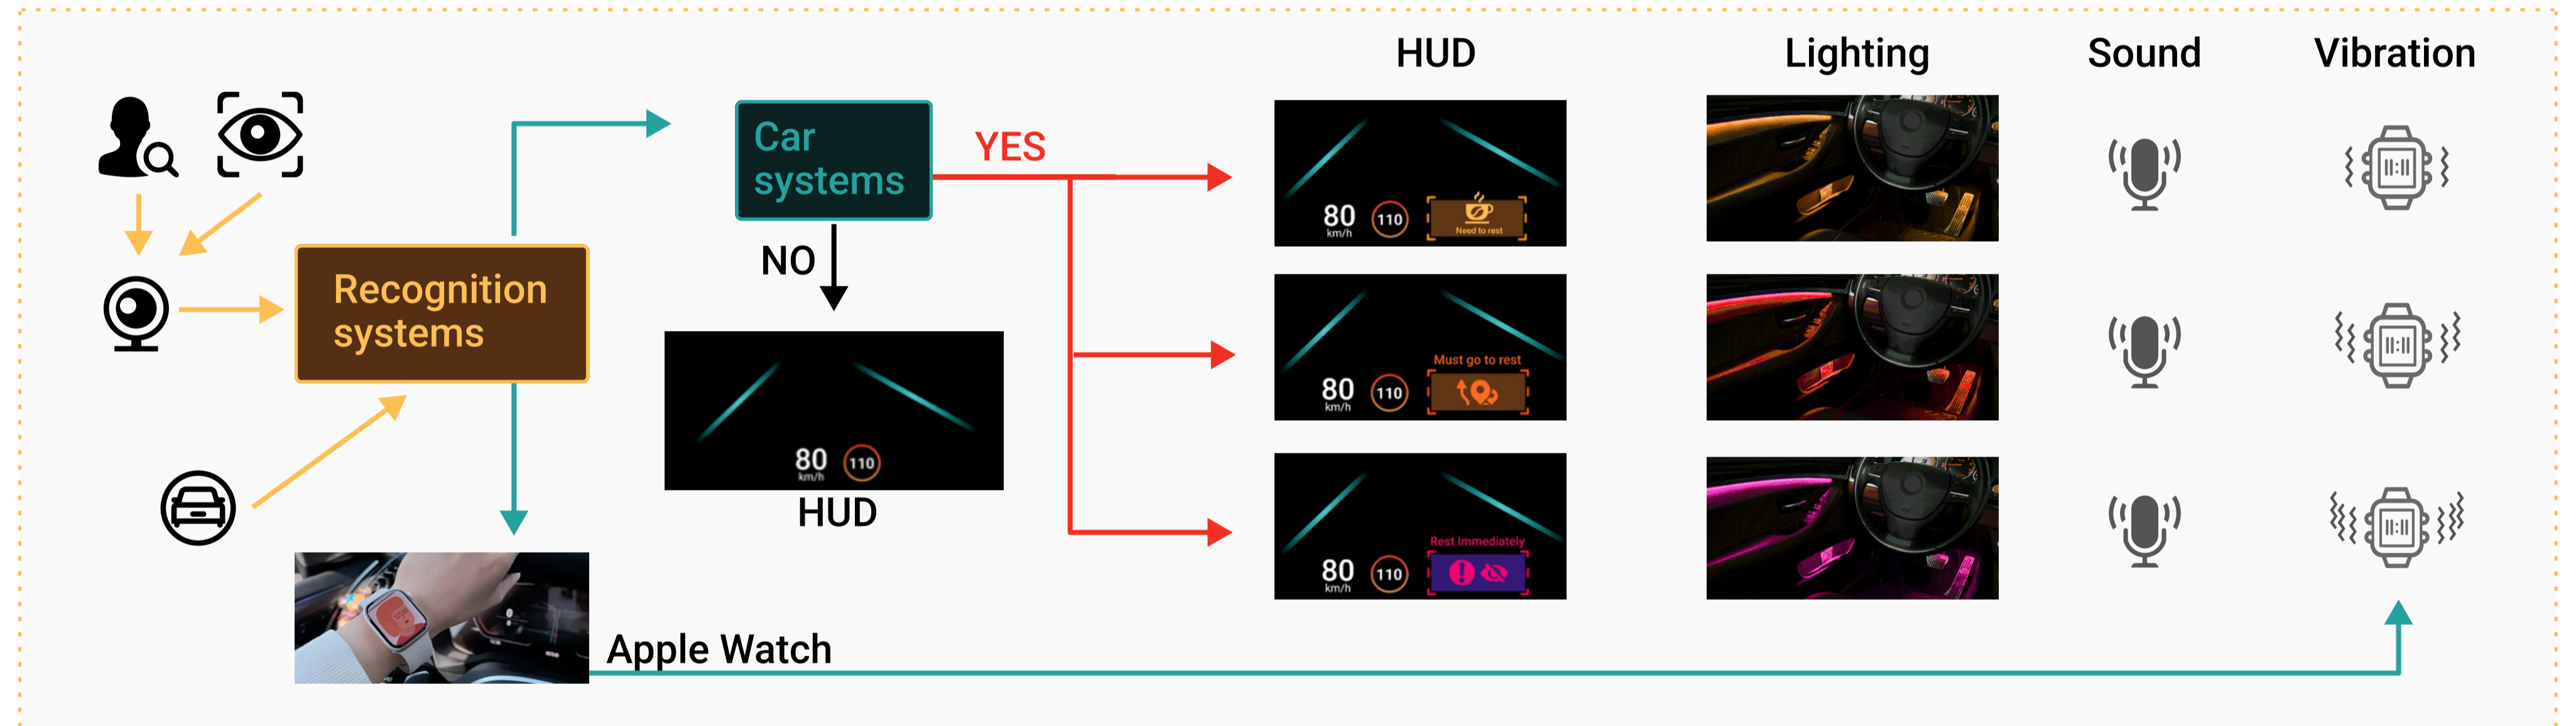 HUD
Lighting
Sound
Vibration
Car
systems
YES
NO
Recognition
systems
80
km/h
110
HUD
Apple Watch
80
km/h
110
Need to rest
Must go to rest
80
km/h
110
Rest Immediately
80
km/h
110